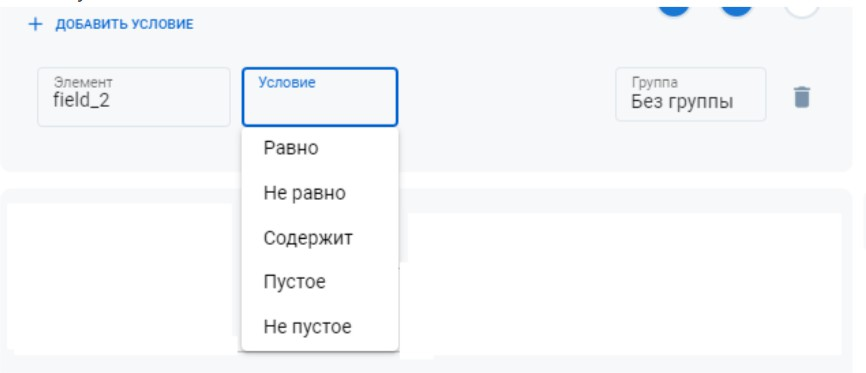 + ДОБАВИТЬ УСЛОВИЕ
Элемент
field_2
Условие
Группа
Без группы
Равно
Не равно
Содержит
Пустое
Не пустое